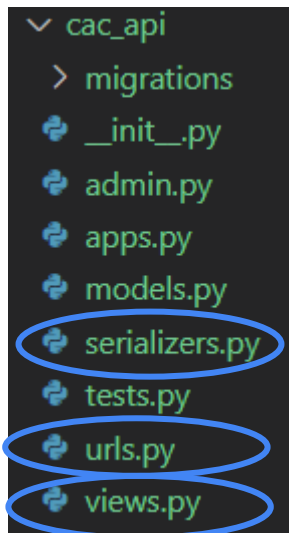 cac_api
migrations
__init__.py
admin.py
apps.py
models.py
serializers.py
tests.py
urls.py
views.py